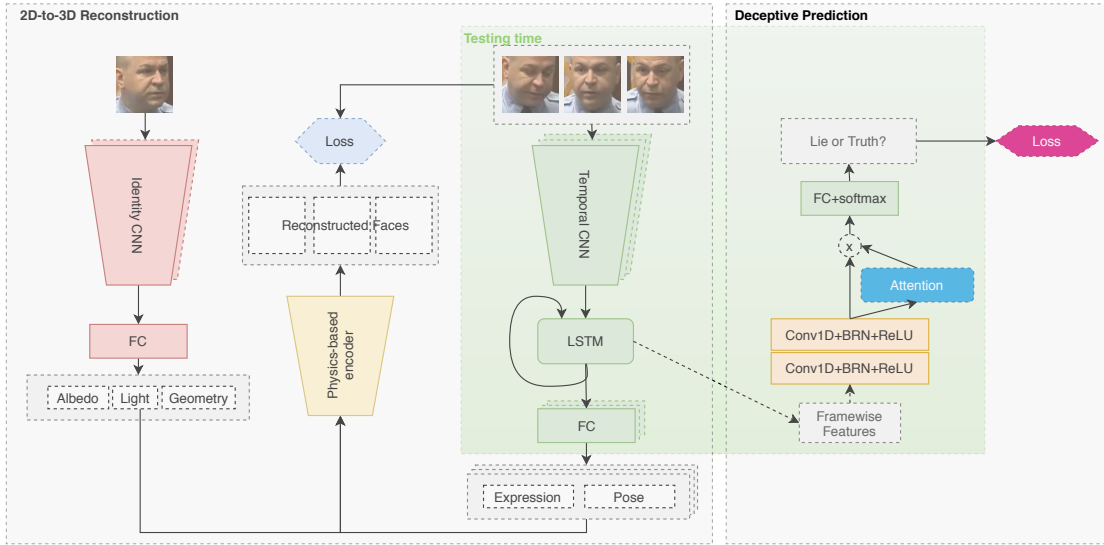 2D-to-3D Reconstruction
Deceptive Prediction
Testing time
Identity CNN
Loss
Reconstructed Faces
Physics-based
encoder
FC
Albedo
Light
Geometry
Temporal CNN
LSTM
FC
Expression
Pose
Lie or Truth?
Loss
FC+softmax
x
Attention
Conv1D+BRN+ReLU
Conv1D+BRN+ReLU
Framewise
Features